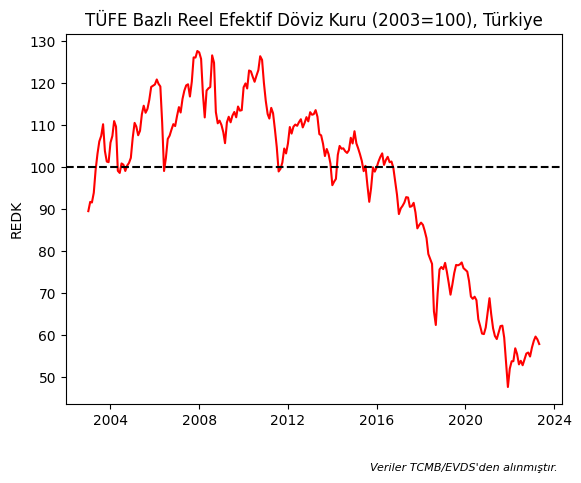 TÜFE Bazlı Reel Efektif Döviz Kuru (2003=100), Türkiye
130
120
110
100
90
80
70
60
50
REDK
2004 2008 2012 2016 2020 2024
Veriler TCMB/EVDS'den alınmıştır.